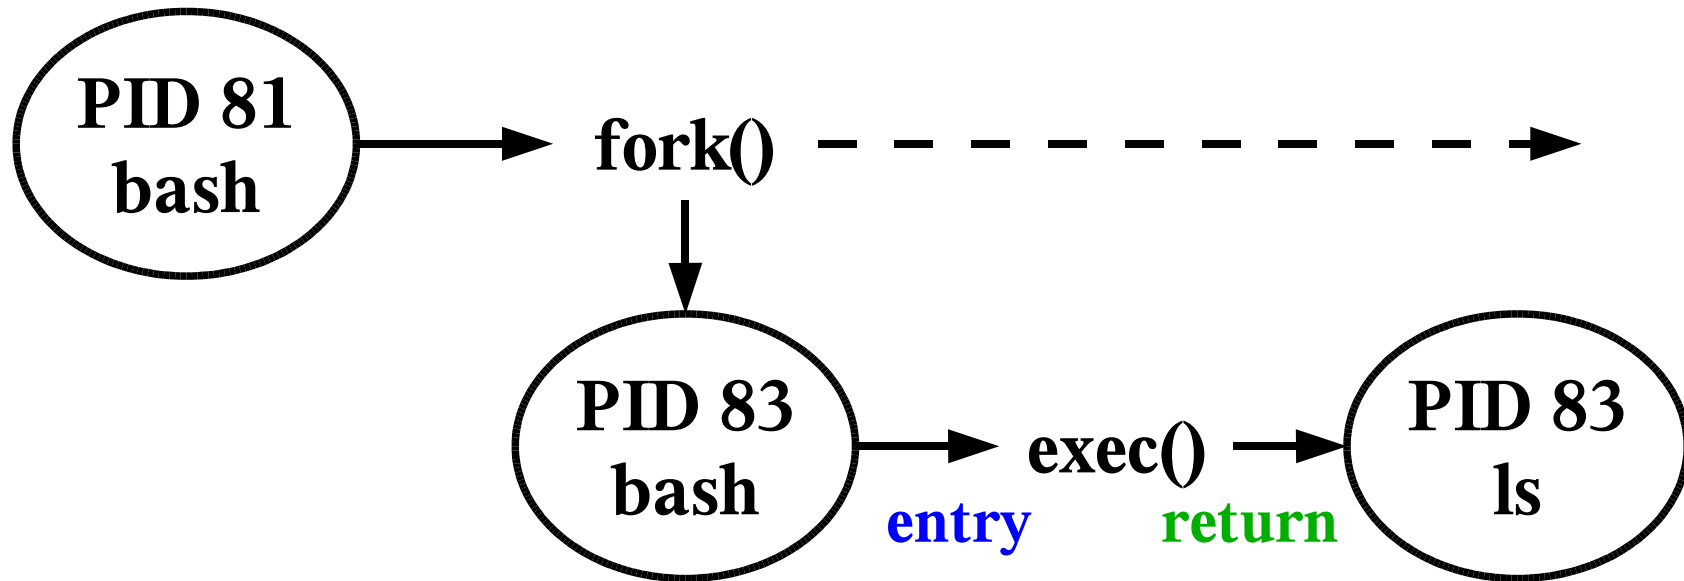 PID 81
bash
fork()
PID 83
bash
exec()
entry
return
PID 83
ls